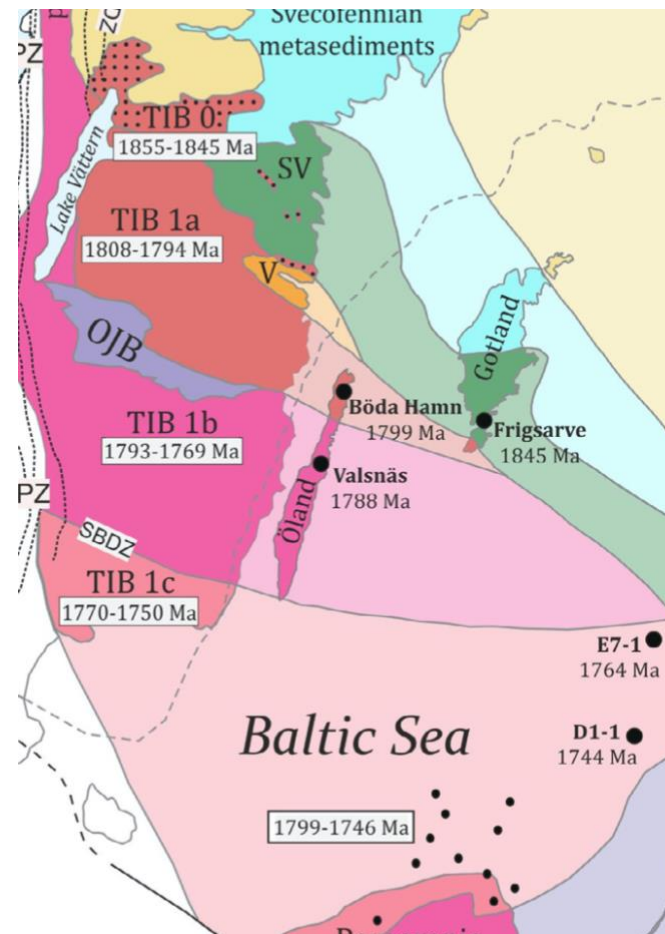 Svecofennian
metasediments
PZ
ZO
TIB 0
1855-1845 Ma
Lake Vättern
SV
TIB 1a
1808-1794 Ma
V
Gotland
OJB
Böda Hamn
1799 Ma
Frigsarve
1845 Ma
TIB 1b
1793-1769 Ma
Valsnäs
1788 Ma
Öland
PZ
SBDZ
TIB 1c
1770-1750 Ma
E7-1
1764 Ma
Baltic Sea
D1-1
1744 Ma
1799-1746 Ma